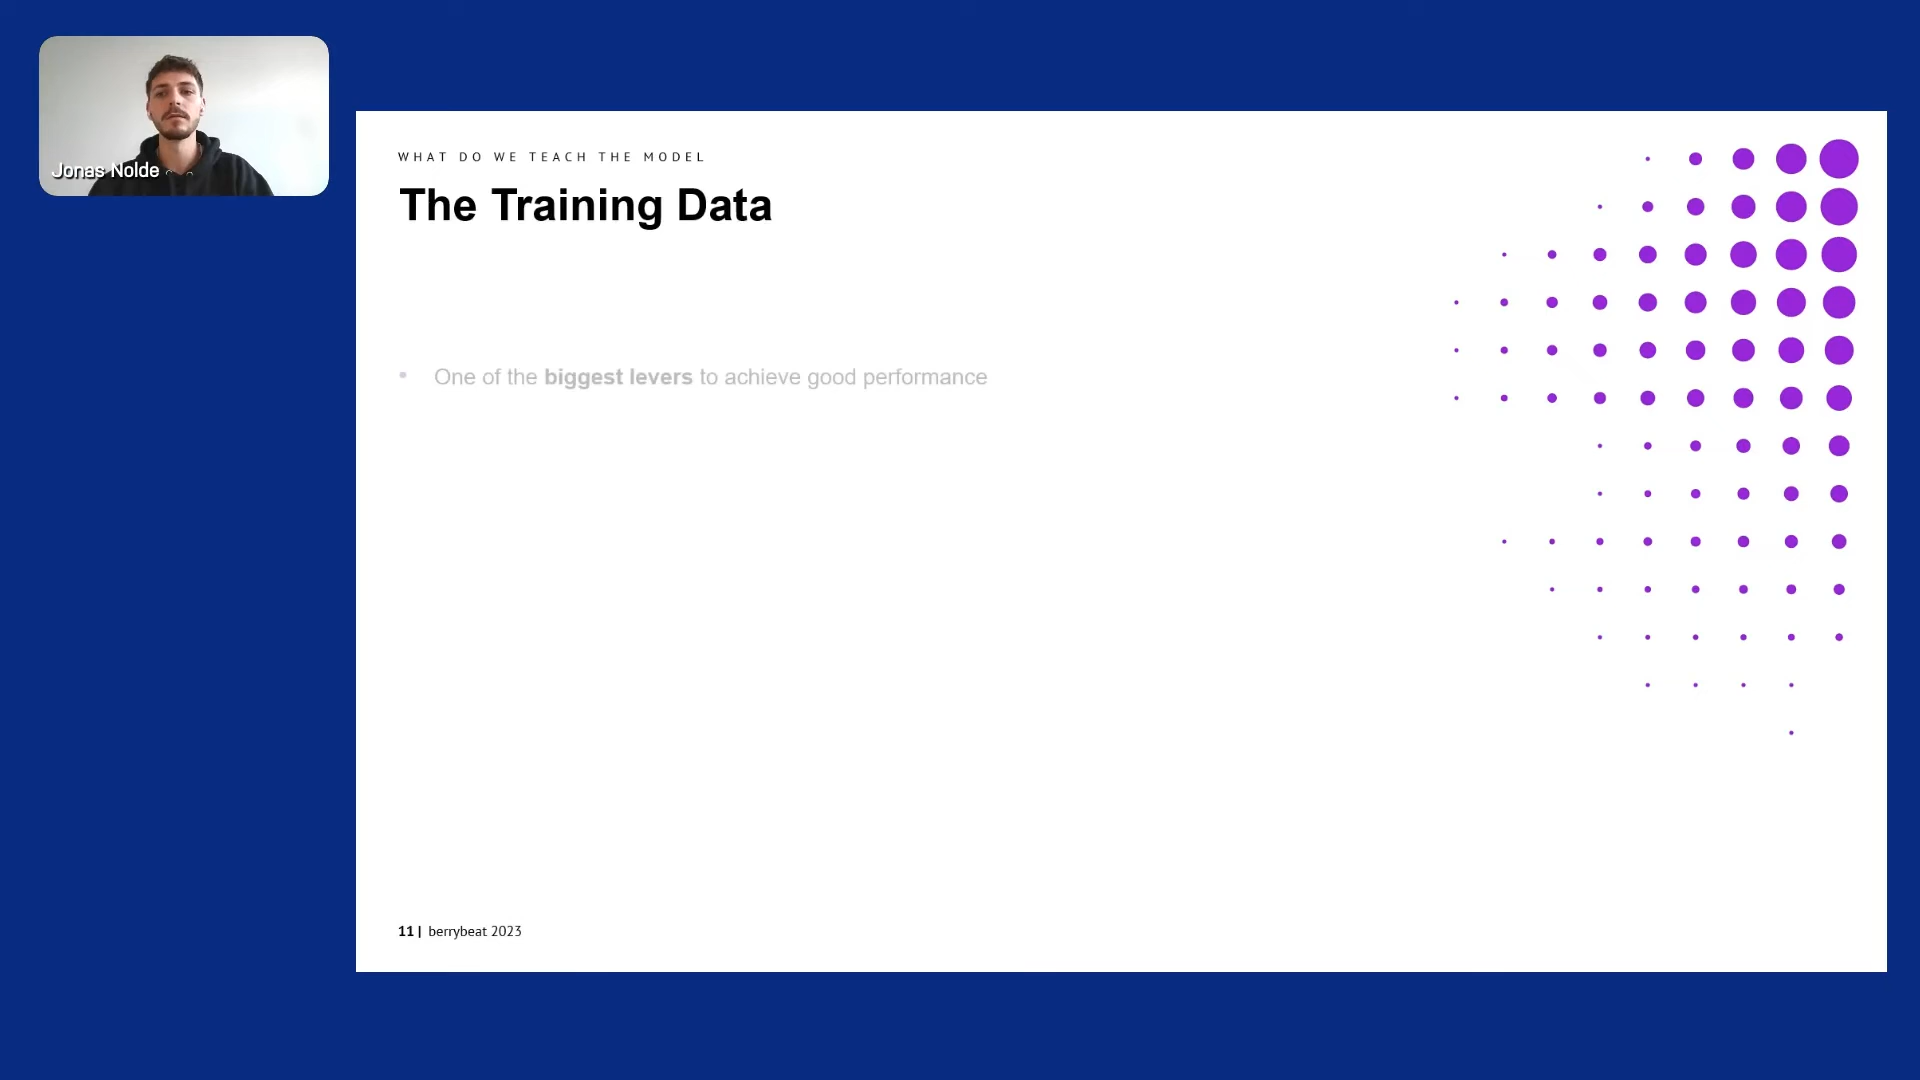 Jonas Nolde
WHAT DO WE TEACH THE MODEL
The Training Data
• One of the biggest levers to achieve good performance
11 | berrybeat 2023